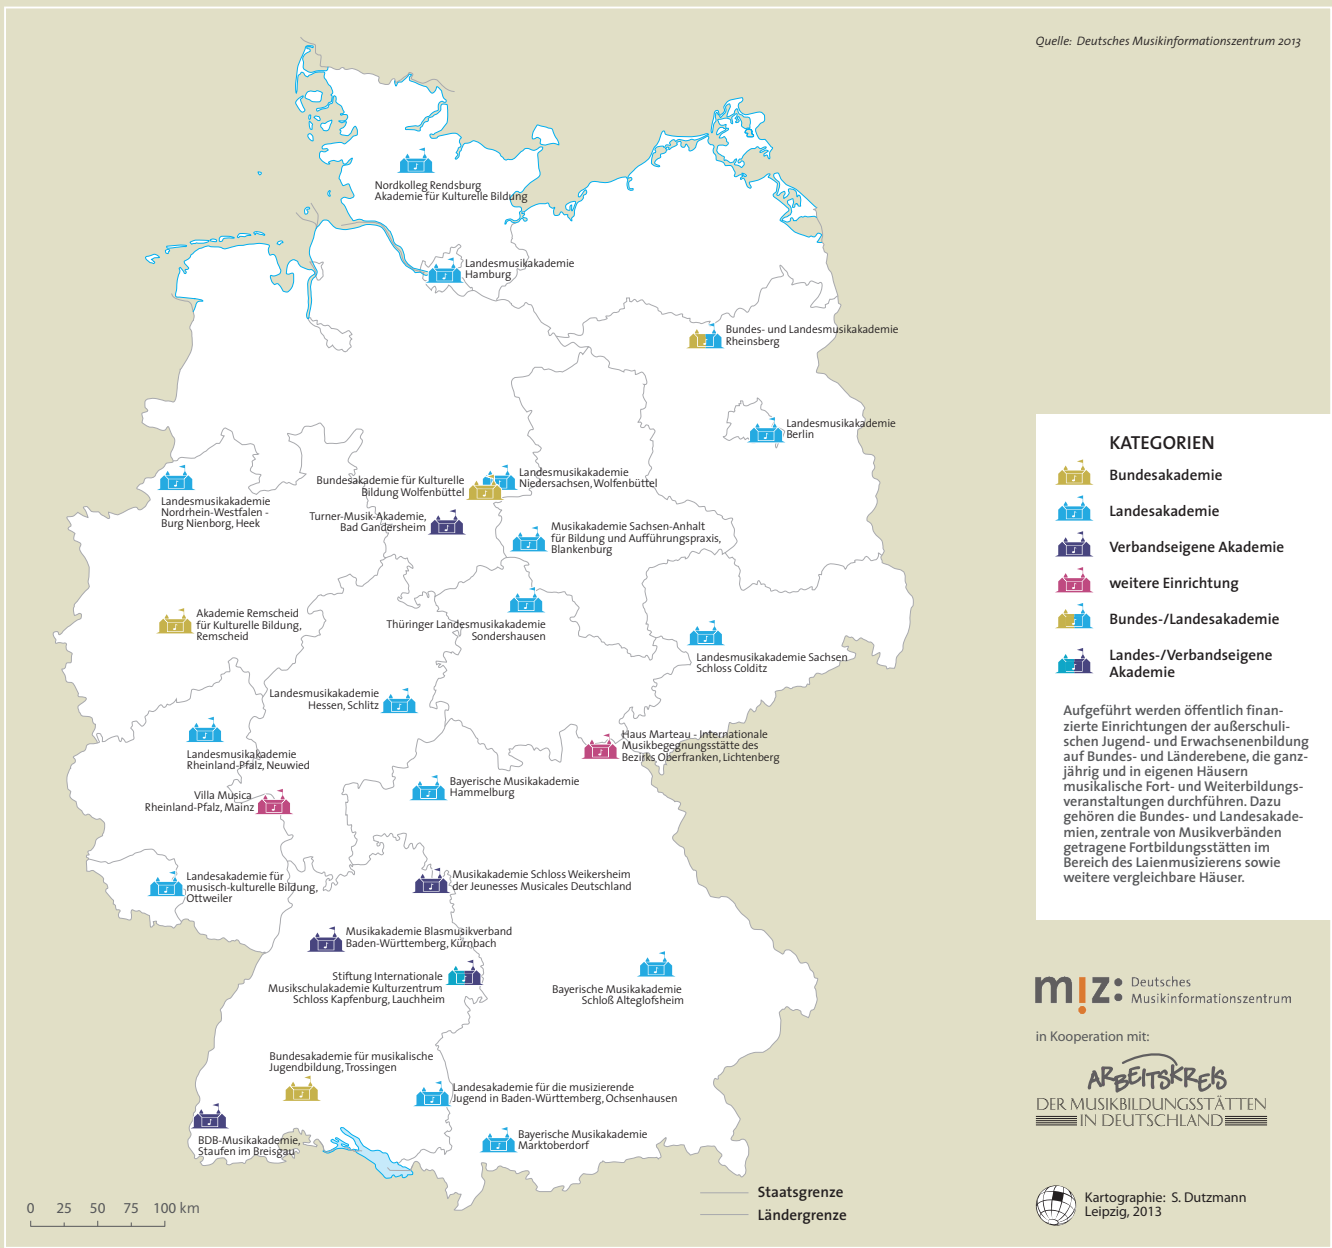 Quelle: Deutsches Musikinformationszentrum 2013
Nordkolleg Rendsburg
Akademie für Kulturelle Bildung
Landesmusikakademie
Hamburg
Bundes- und Landesmusikakademie
Rheinsberg
Landesmusikakademie
Berlin
Bundesakademie für Kulturelle
Bildung Wolfenbüttel
Landesmusikakademie
Niedersachsen, Wolfenbüttel
Landesmusikakademie
Nordrhein-Westfalen -
Burg Nienborg, Heek
Turner-Musik-Akademie,
Bad Gandersheim
Musikakademie Sachsen-Anhalt
für Bildung und Aufführungspraxis,
Blankenburg
Akademie Remscheid
für Kulturelle Bildung,
Remscheid
Thüringer Landesmusikakademie
Sondershausen
Landesmusikakademie Sachsen
Schloss Colditz
Landesmusikakademie
Hessen, Schlitz
Landesmusikakademie
Rheinland-Pfalz, Neuwied
Haus Marteau - Internationale
Musikbegegnungsstätte des
Bezirks Oberfranken, Lichtenberg
Bayerische Musikakademie
Hammelburg
Villa Musica
Rheinland-Pfalz, Mainz
Landesakademie für
musisch-kulturelle Bildung,
Ottweiler
Musikakademie Schloss Weikersheim
der Jeunesses Musicales Deutschland
Musikakademie Blasmusikverband
Baden-Württemberg, Kürnbach
Stiftung Internationale
Musikschulakademie Kulturzentrum
Schloss Kapfenburg, Lauchheim
Bayerische Musikakademie
Schloß Alteglofsheim
Bundesakademie für musikalische
Jugendbildung, Trossingen
Landesakademie für die musizierende
Jugend in Baden-Württemberg, Ochsenhausen
BDB-Musikakademie,
Staufen im Breisgau
Bayerische Musikakademie
Marktoberdorf
KATEGORIEN
Bundesakademie
Landesakademie
Verbandseigene Akademie
weitere Einrichtung
Bundes-/Landesakademie
Landes-/Verbandseigene
Akademie
Aufgeführt werden öffentlich finan-
zierte Einrichtungen der außerschuli-
schen Jugend- und Erwachsenenbildung
auf Bundes- und Länderebene, die ganz-
jährig und in eigenen Häusern
musikalische Fort- und Weiterbildungs-
veranstaltungen durchführen. Dazu
gehören die Bundes- und Landesakade-
mien, zentrale von Musikverbänden
getragene Fortbildungsstätten im
Bereich des Laienmusizierens sowie
weitere vergleichbare Häuser.
miz: Deutsches
Musikinformationszentrum
in Kooperation mit:
ARBEITSKREIS
DER MUSIKBILDUNGSSTÄTTEN
IN DEUTSCHLAND
Kartographie: S. Dutzmann
Leipzig, 2013
Staatsgrenze
Ländergrenze
0 25 50 75 100 km